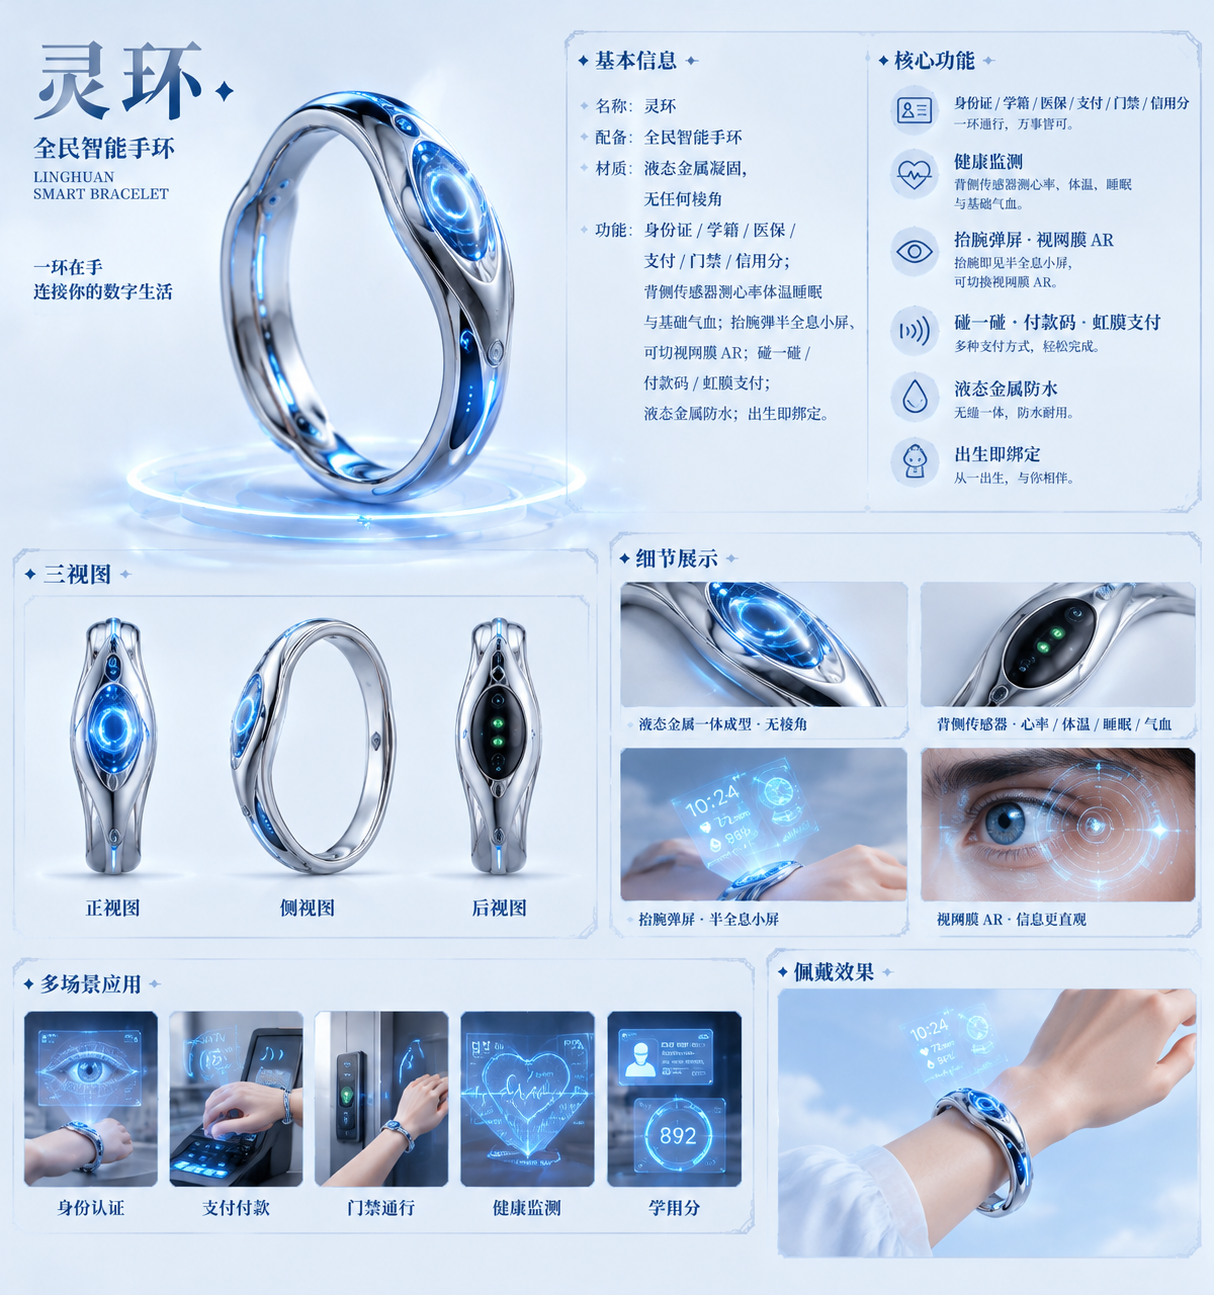 灵环
全民智能手环
LINGHUAN
SMART BRACELET
一环在手
连接你的数字生活
基本信息
名称：灵环
配备：全民智能手环
材质：液态金属凝固，
无任何棱角
功能：身份证 / 学籍 / 医保 /
支付 / 门禁 / 信用分；
背侧传感器测心率体温睡眠
与基础气血；抬腕弹半全息小屏、
可切视网膜 AR；碰一碰 /
付款码 / 虹膜支付；
液态金属防水；出生即绑定。
核心功能
身份证 / 学籍 / 医保 / 支付 / 门禁 / 信用分
一环通行，万事皆可。
健康监测
背侧传感器测心率、体温、睡眠
与基础气血。
抬腕弹屏 · 视网膜 AR
抬腕即见半全息小屏，
可切换视网膜 AR。
碰一碰 · 付款码 · 虹膜支付
多种支付方式，轻松完成。
液态金属防水
无缝一体，防水耐用。
出生即绑定
从一出生，与你相伴。
三视图
正视图
侧视图
后视图
细节展示
液态金属一体成型 · 无棱角
背侧传感器 · 心率 / 体温 / 睡眠 / 气血
10:24
抬腕弹屏 · 半全息小屏
视网膜 AR · 信息更直观
多场景应用
身份认证
支付付款
门禁通行
健康监测
892
学用分
佩戴效果
10:24